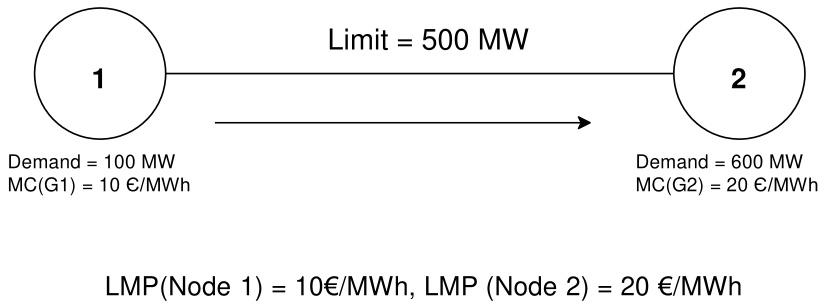 Limit = 500 MW
1
2
Demand = 100 MW
MC(G1) = 10 €/MWh
Demand = 600 MW
MC(G2) = 20 €/MWh
LMP(Node 1) = 10€/MWh, LMP (Node 2) = 20 €/MWh